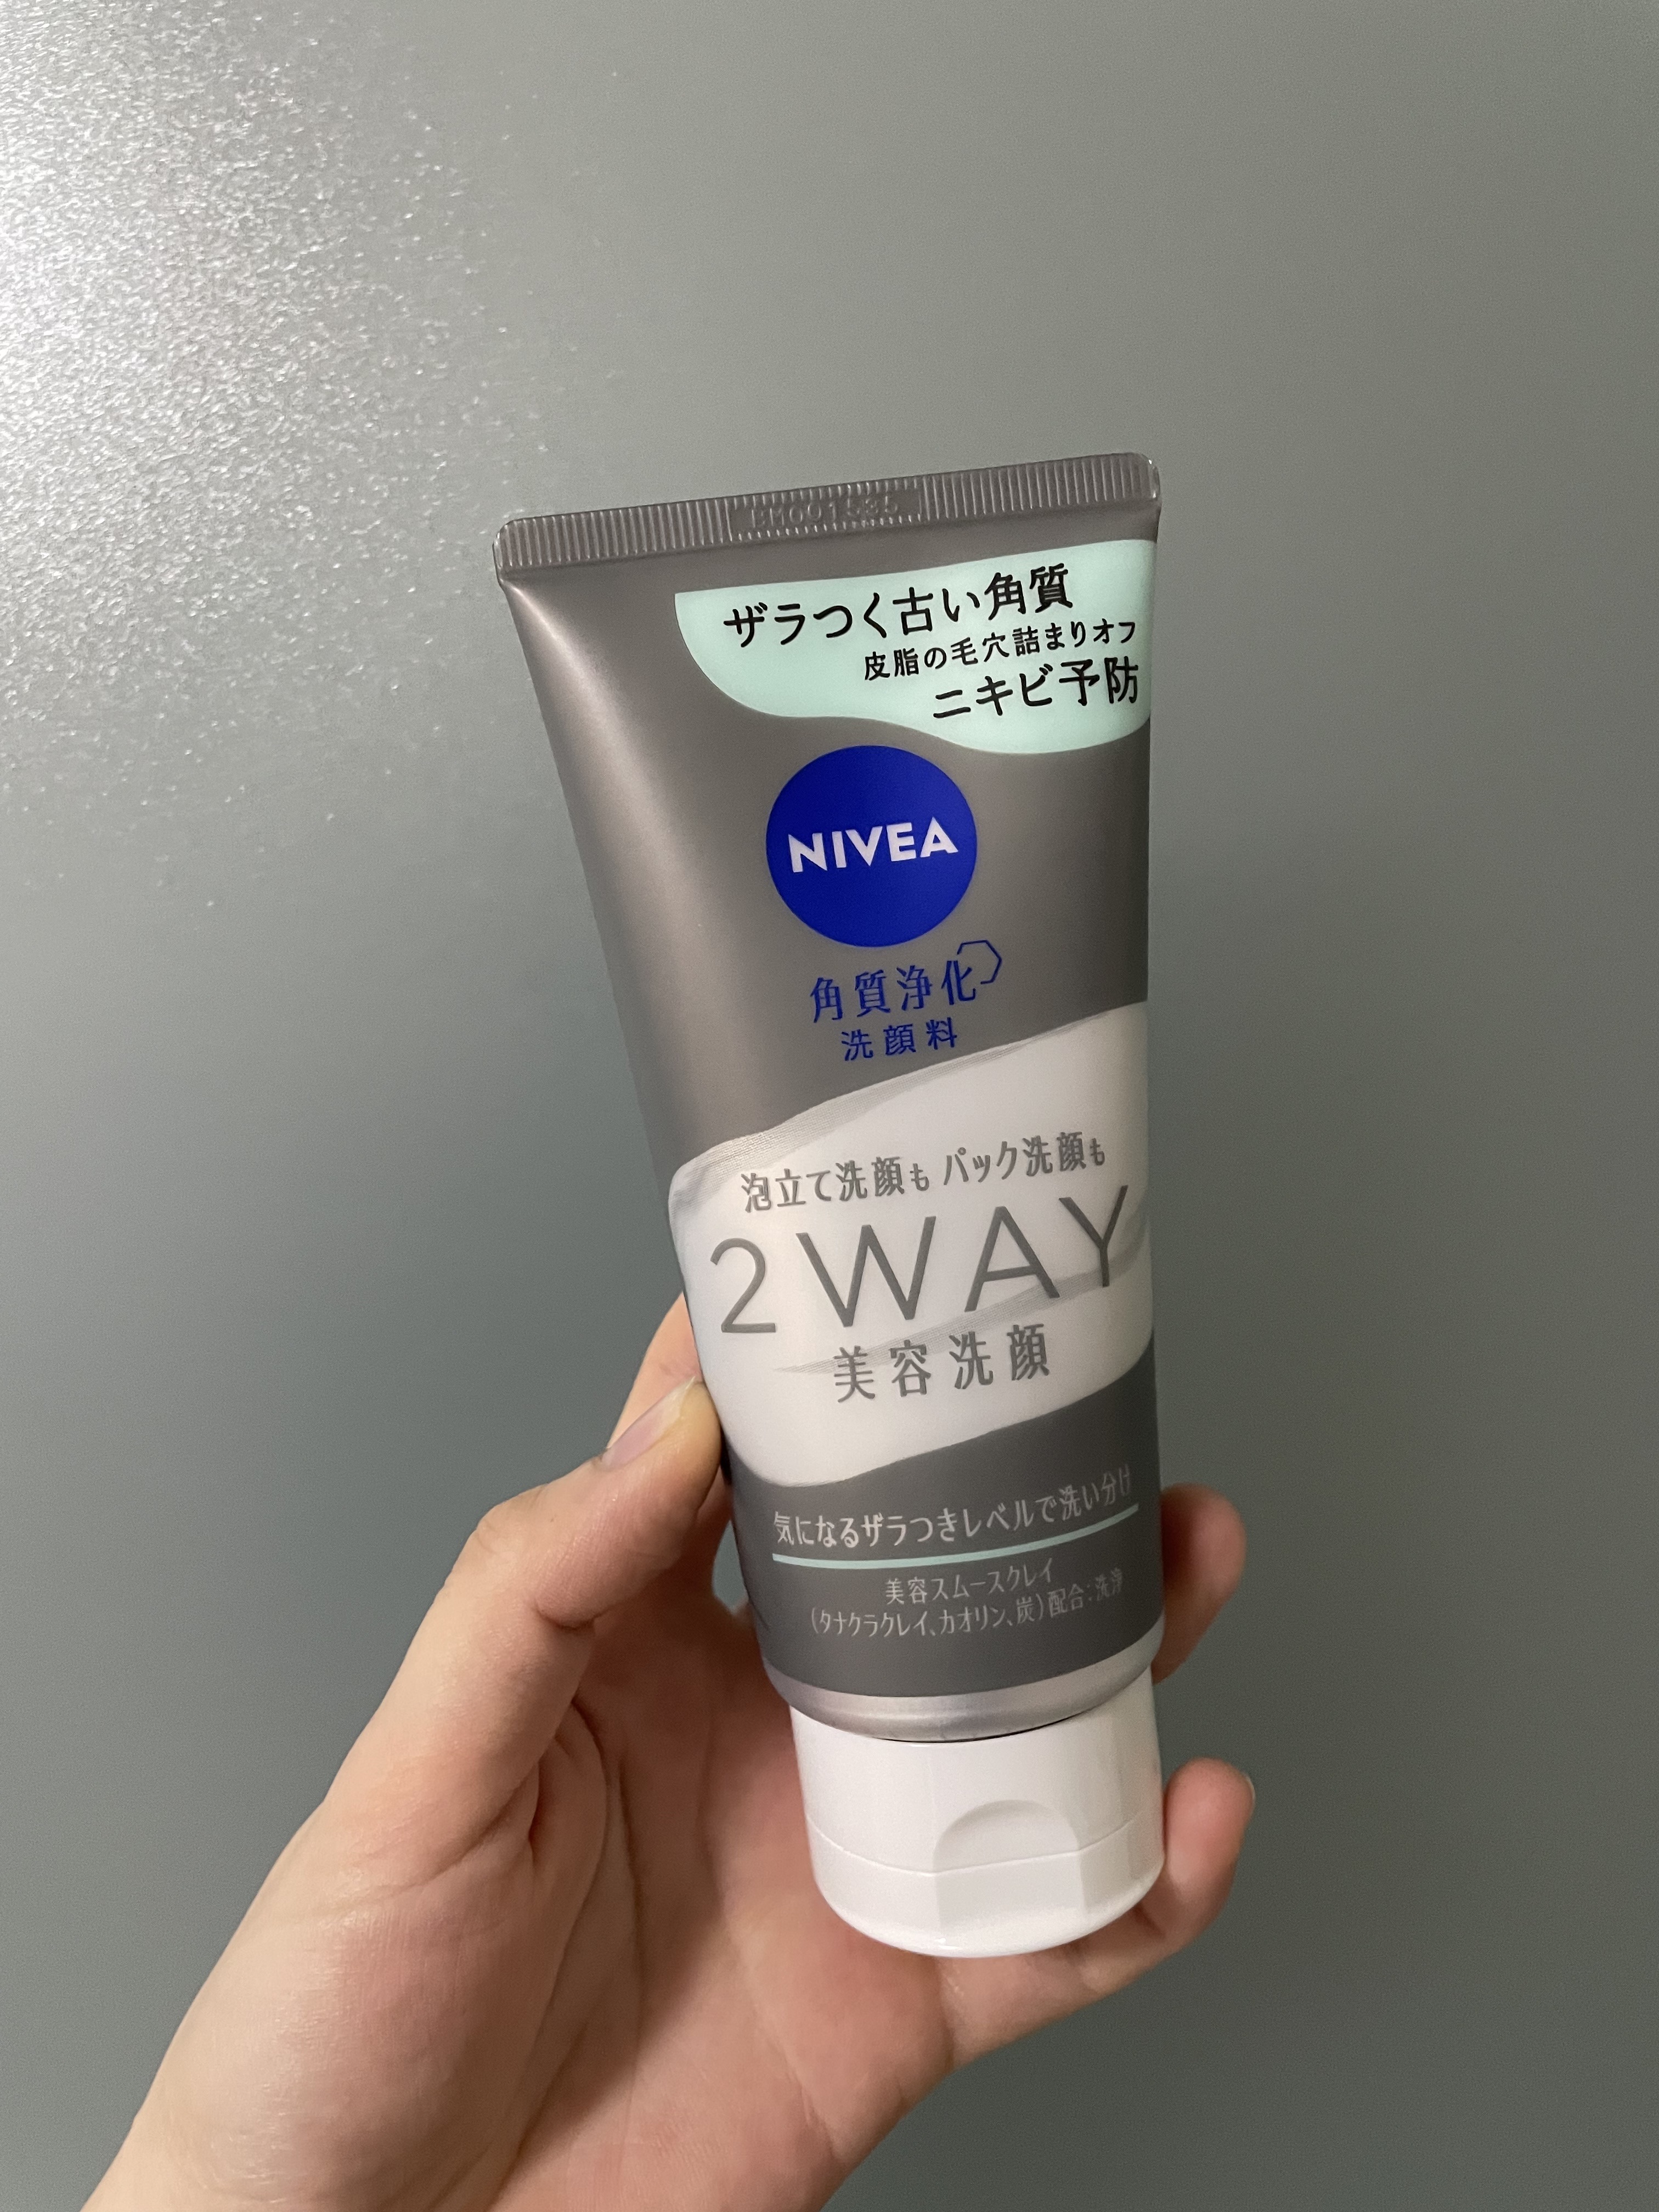 ザラつく古い角質
皮脂の毛穴詰まりオフ
ニキビ予防
NIVEA
角質浄化
洗顔料
泡立て洗顔も パック洗顔も
2WAY
美容洗顔
気になるザラつきレベルで洗い分け
美容スムースクレイ
(タナクラクレイ、カオリン、炭)配合:洗浄